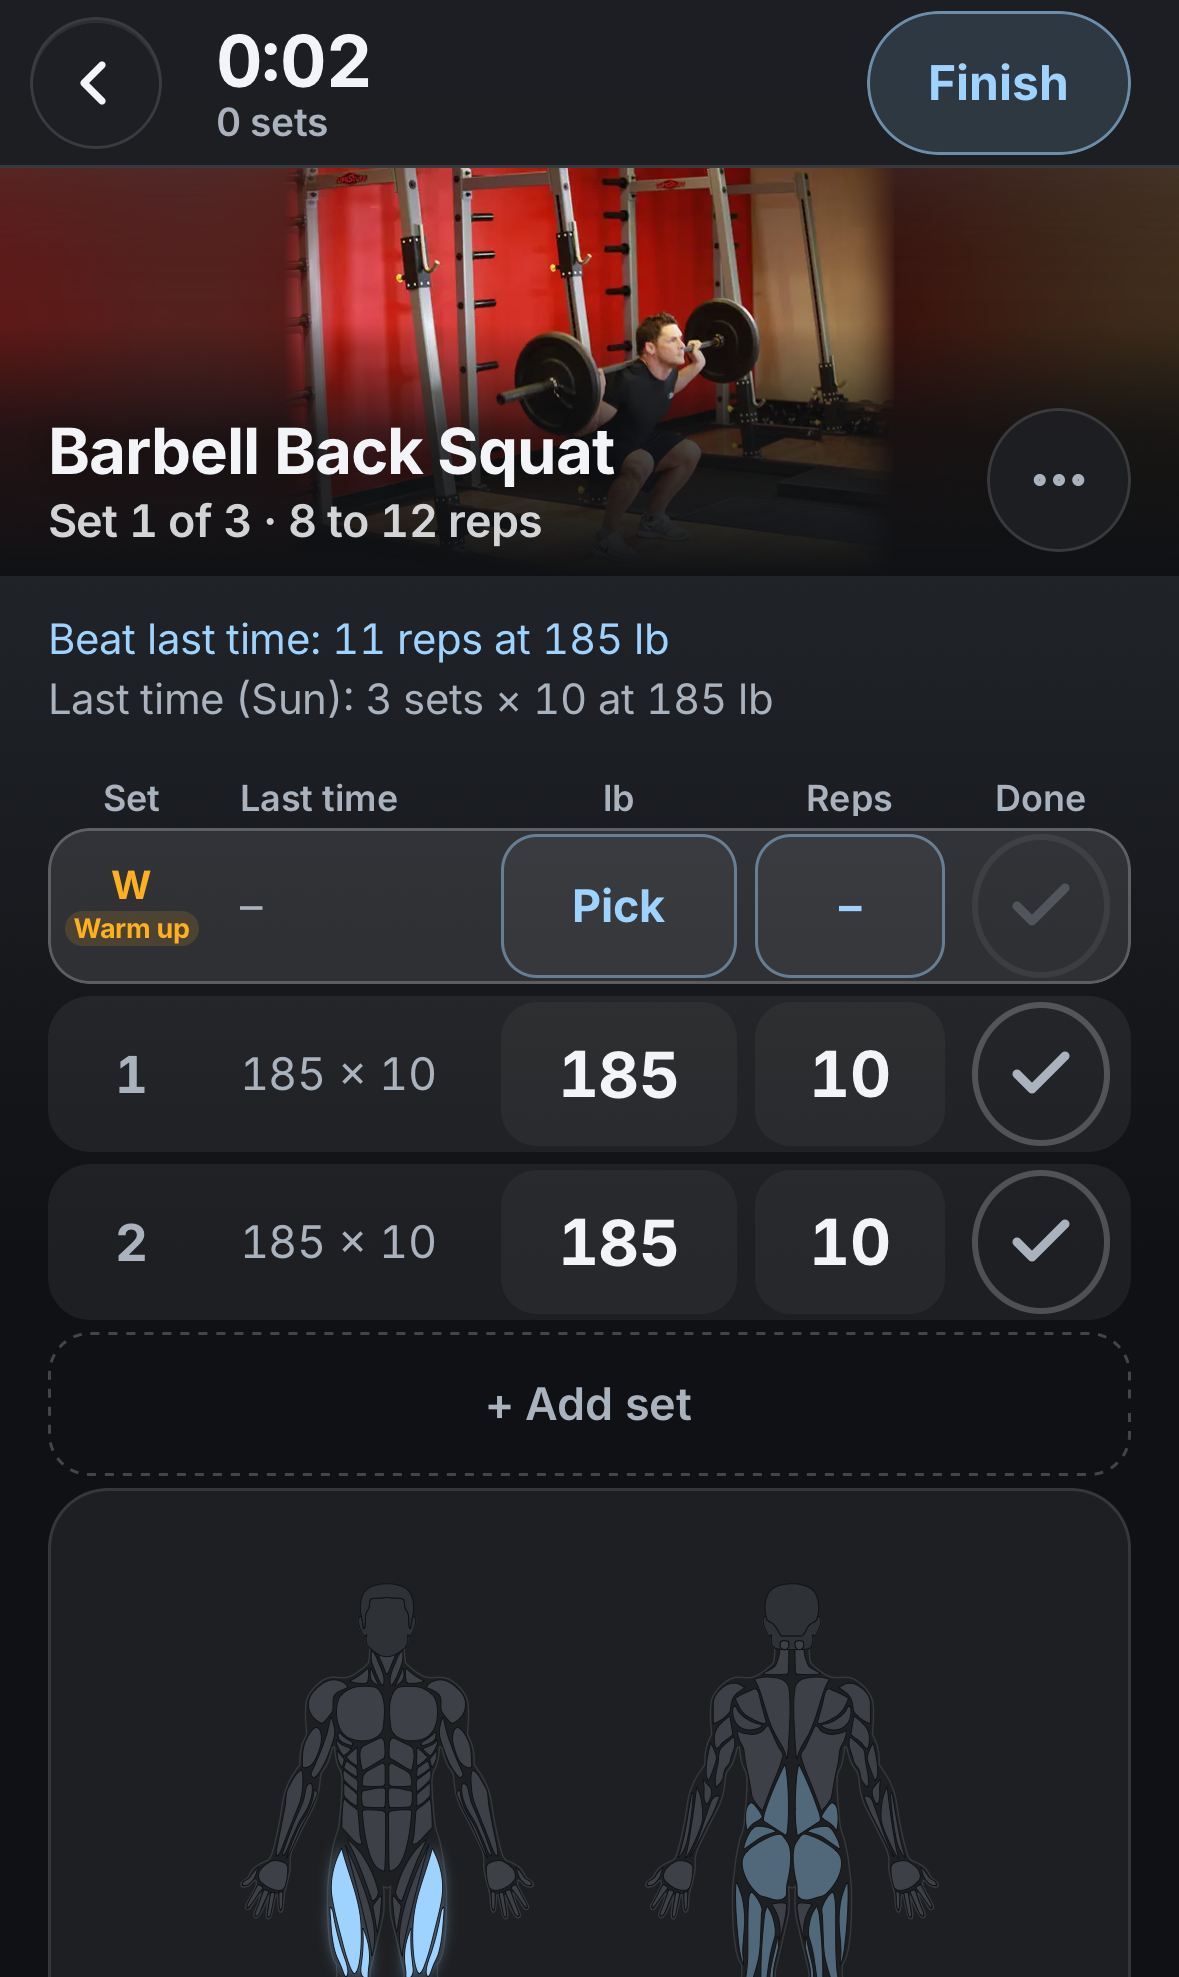 0:02
Finish
0 sets
Barbell Back Squat
Set 1 of 3 · 8 to 12 reps
Beat last time: 11 reps at 185 lb
Last time (Sun): 3 sets × 10 at 185 lb
Set Last time lb Reps Done
W
Warm up
– Pick –
1 185 × 10 185 10
2 185 × 10 185 10
+ Add set